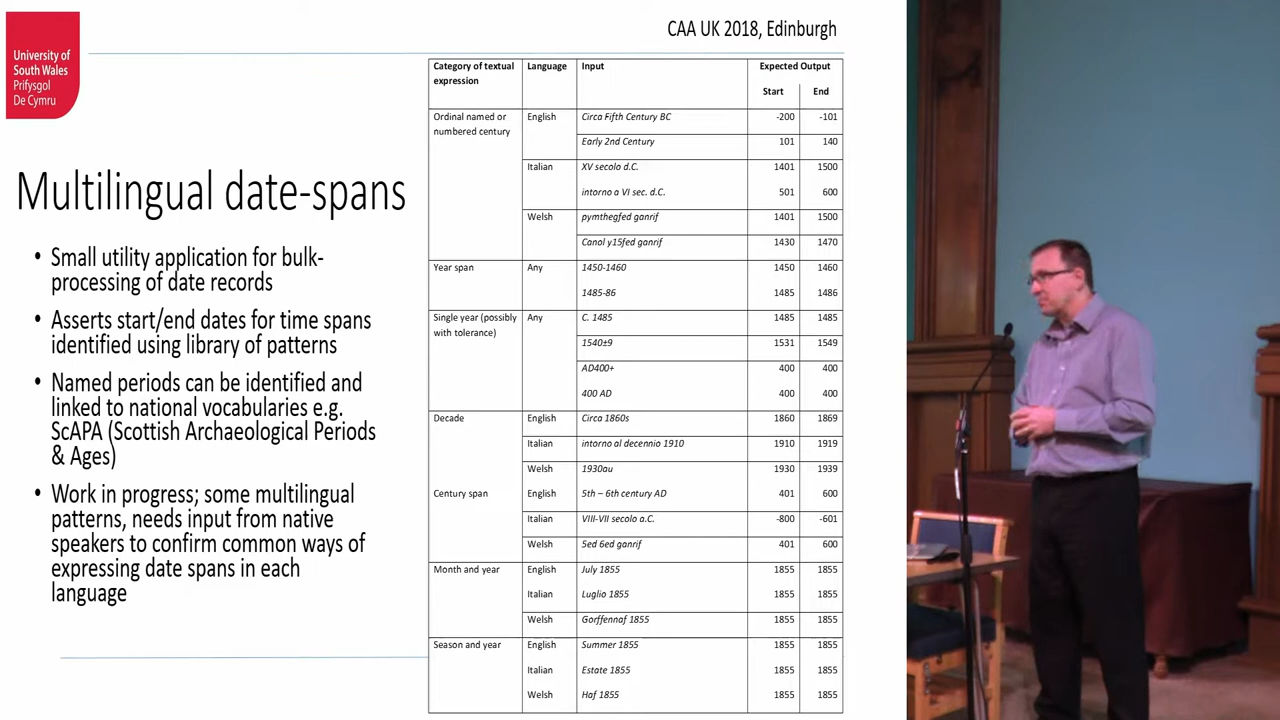 University of
South Wales
Prifysgol
De Cymru
CAA UK 2018, Edinburgh
Multilingual date-spans
• Small utility application for bulk-
processing of date records
• Asserts start/end dates for time spans
identified using library of patterns
• Named periods can be identified and
linked to national vocabularies e.g.
ScAPA (Scottish Archaeological Periods
& Ages)
• Work in progress; some multilingual
patterns, needs input from native
speakers to confirm common ways of
expressing date spans in each
language
Category of textual expression Language Input Expected Output
Start End
Ordinal named or numbered century English Circa Fifth Century BC -200 -101
Early 2nd Century 101 140
Italian XV secolo d.C. 1401 1500
intorno a VI sec. d.C. 501 600
Welsh pymthegfed ganrif 1401 1500
Canol y15fed ganrif 1430 1470
Year span Any 1450-1460 1450 1460
1485-86 1485 1486
Single year (possibly with tolerance) Any C. 1485 1485 1485
1540±9 1531 1549
AD400+ 400 400
400 AD 400 400
Decade English Circa 1860s 1860 1869
Italian intorno al decennio 1910 1910 1919
Welsh 1930au 1930 1939
Century span English 5th – 6th century AD 401 600
Italian VIII-VII secolo a.C. -800 -601
Welsh 5ed 6ed ganrif 401 600
Month and year English July 1855 1855 1855
Italian Luglio 1855 1855 1855
Welsh Gorffennaf 1855 1855 1855
Season and year English Summer 1855 1855 1855
Italian Estate 1855 1855 1855
Welsh Haf 1855 1855 1855